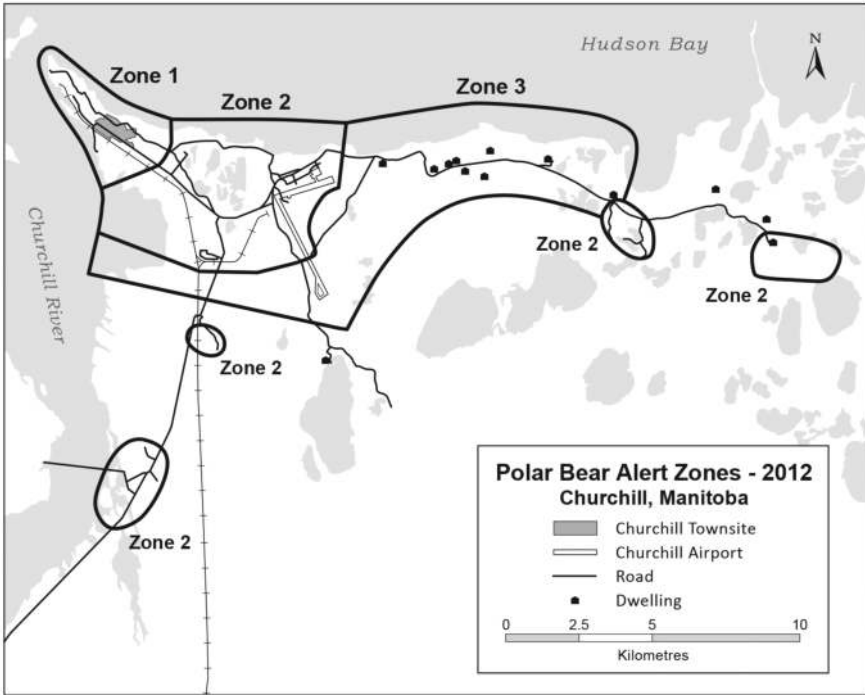 Hudson Bay
N
Zone 1
Zone 2
Zone 3
Churchill River
Zone 2
Zone 2
Zone 2
Zone 2
Polar Bear Alert Zones - 2012
Churchill, Manitoba
Churchill Townsite
Churchill Airport
Road
Dwelling
0 2.5 5 10
Kilometres